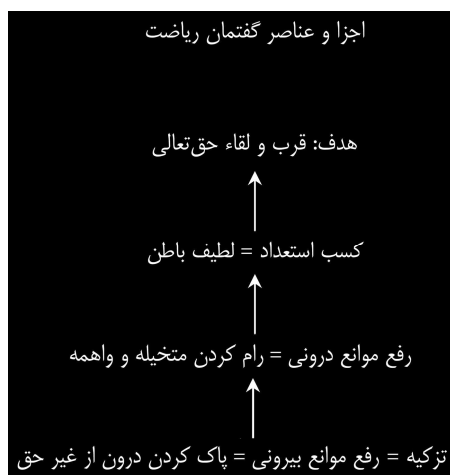 اجزا و عناصر گفتمان ریاضت
هدف: قرب و لقاء حق‌تعالی
کسب استعداد = لطیف باطن
رفع موانع درونی = رام کردن متخیله و واهمه
تزکیه = رفع موانع بیرونی = پاک کردن درون از غیر حق